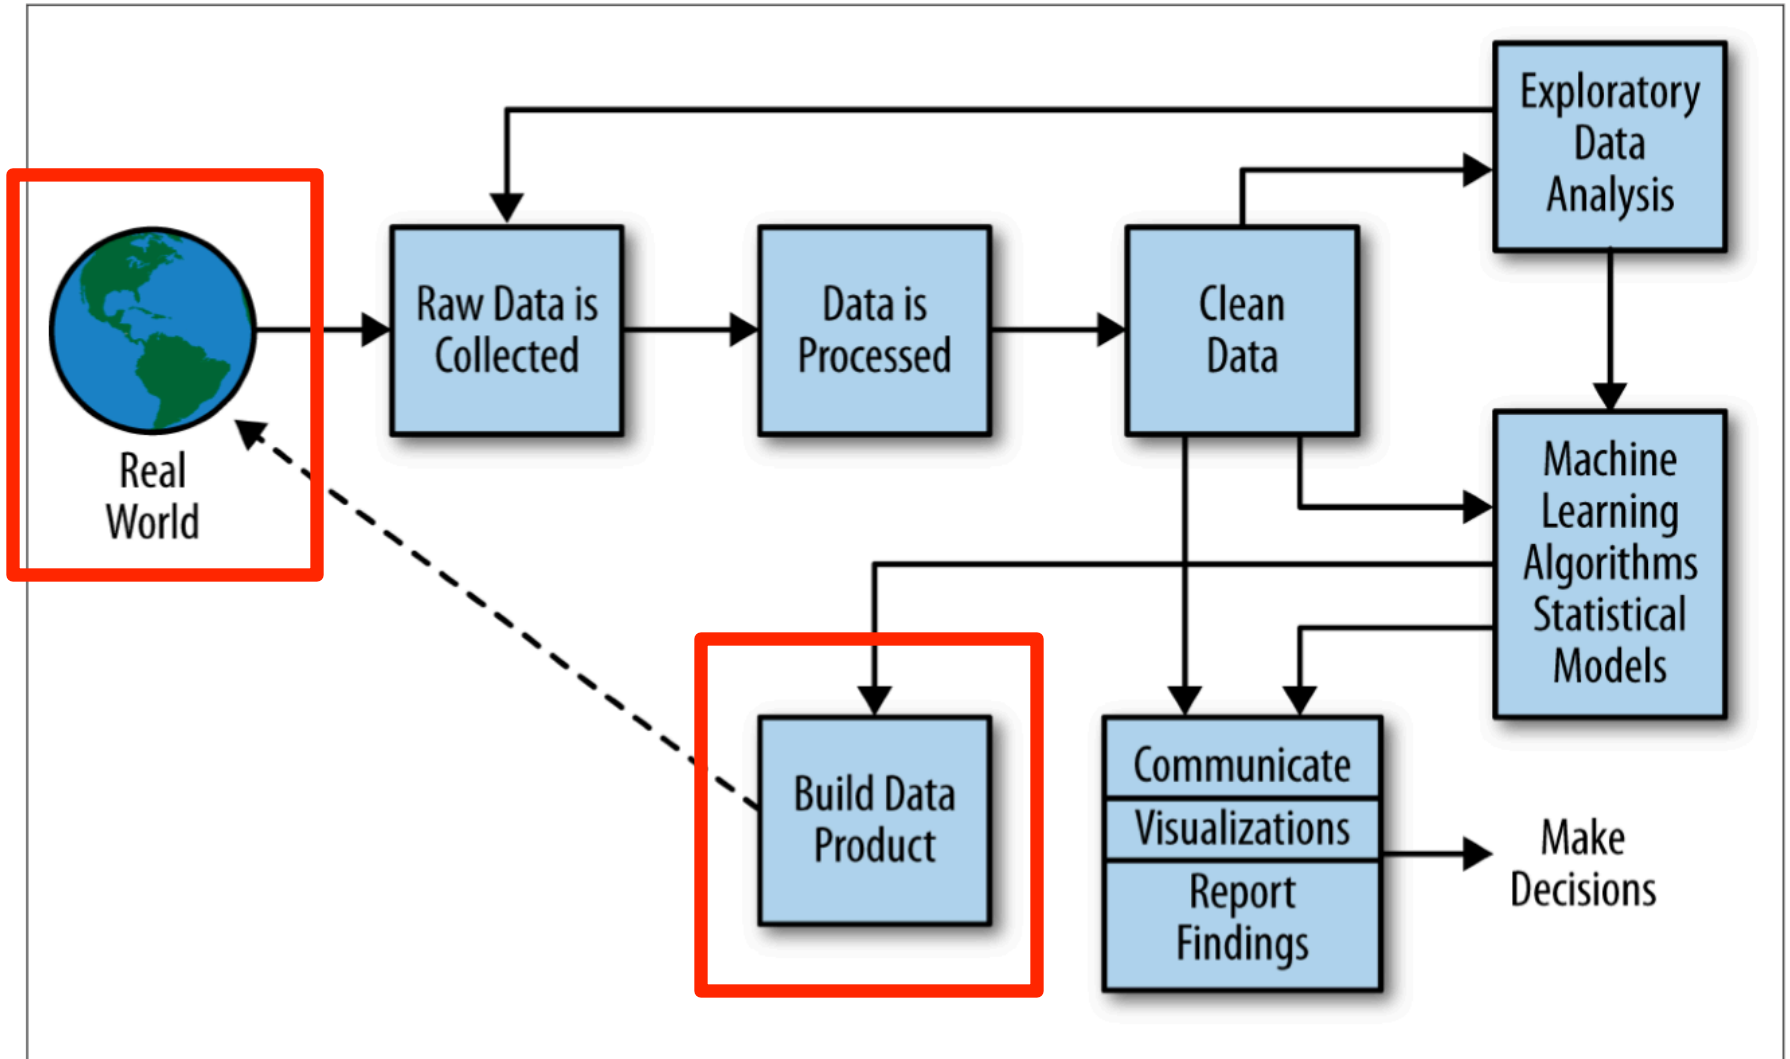 Exploratory
Data
Analysis
Raw Data is
Collected
Data is
Processed
Clean
Data
Real
World
Machine
Learning
Algorithms
Statistical
Models
Build Data
Product
Communicate
Visualizations
Report
Findings
Make
Decisions